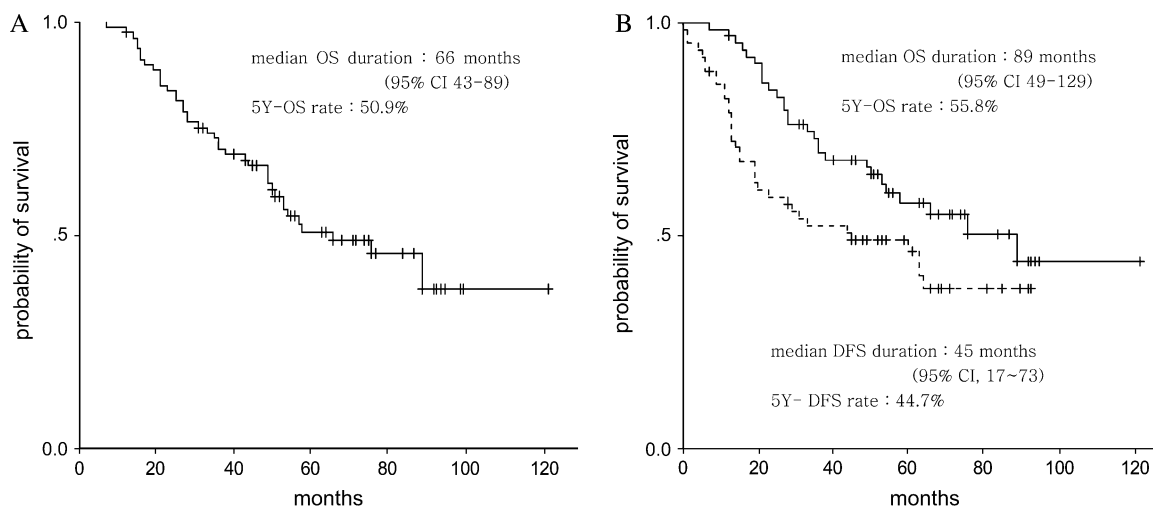 A
1.0
.5
0.0
probability of survival
median OS duration : 66 months
(95% CI 43-89)
5Y-OS rate : 50.9%
0 20 40 60 80 100 120
months
B
1.0
.5
0.0
probability of survival
median OS duration : 89 months
(95% CI 49-129)
5Y-OS rate : 55.8%
median DFS duration : 45 months
(95% CI, 17~73)
5Y- DFS rate : 44.7%
0 20 40 60 80 100 120
months